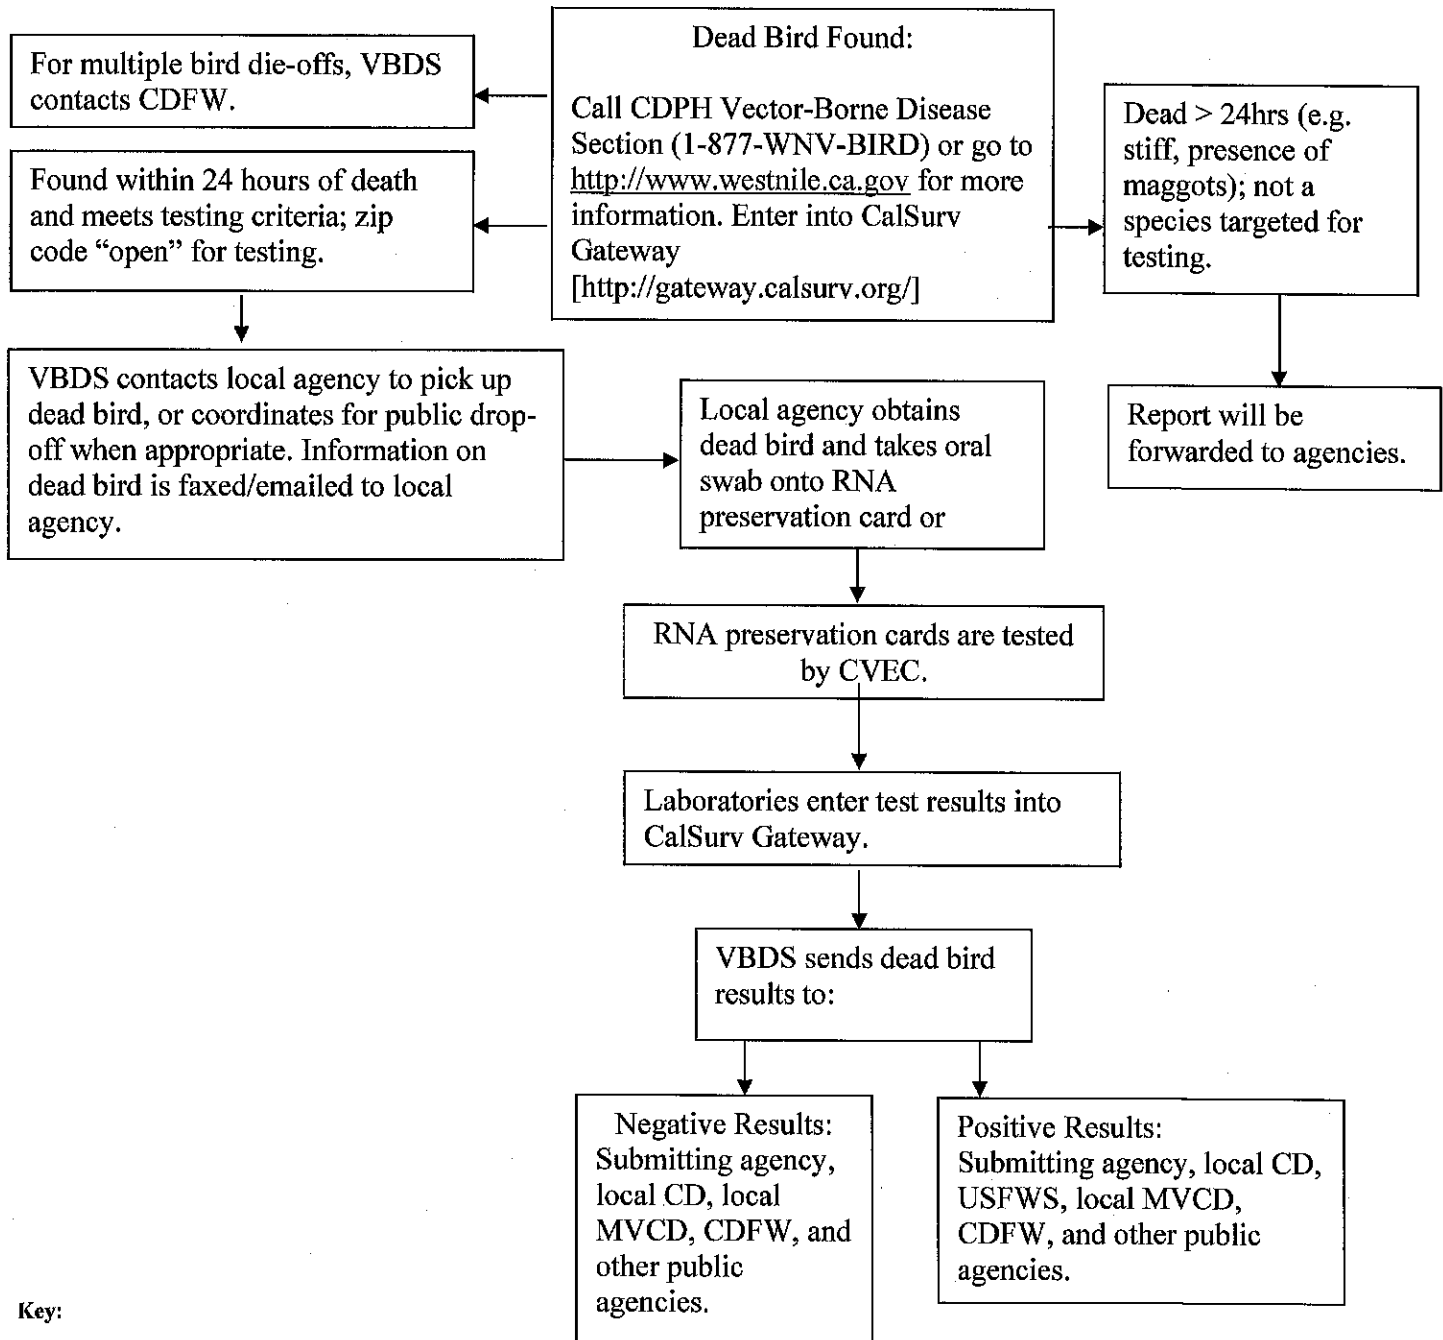 Dead Bird Found:
Call CDPH Vector-Borne Disease
Section (1-877-WNV-BIRD) or go to
http://www.westnile.ca.gov for more
information. Enter into CalSurv
Gateway
[http://gateway.calsurv.org/]
For multiple bird die-offs, VBDS
contacts CDFW.
Found within 24 hours of death
and meets testing criteria; zip
code “open” for testing.
Dead > 24hrs (e.g.
stiff, presence of
maggots); not a
species targeted for
testing.
VBDS contacts local agency to pick up
dead bird, or coordinates for public drop-
off when appropriate. Information on
dead bird is faxed/emailed to local
agency.
Local agency obtains
dead bird and takes oral
swab onto RNA
preservation card or
Report will be
forwarded to agencies.
RNA preservation cards are tested
by CVEC.
Laboratories enter test results into
CalSurv Gateway.
VBDS sends dead bird
results to:
Negative Results:
Submitting agency,
local CD, local
MVCD, CDFW, and
other public
agencies.
Positive Results:
Submitting agency, local CD,
USFWS, local MVCD,
CDFW, and other public
agencies.
Key: